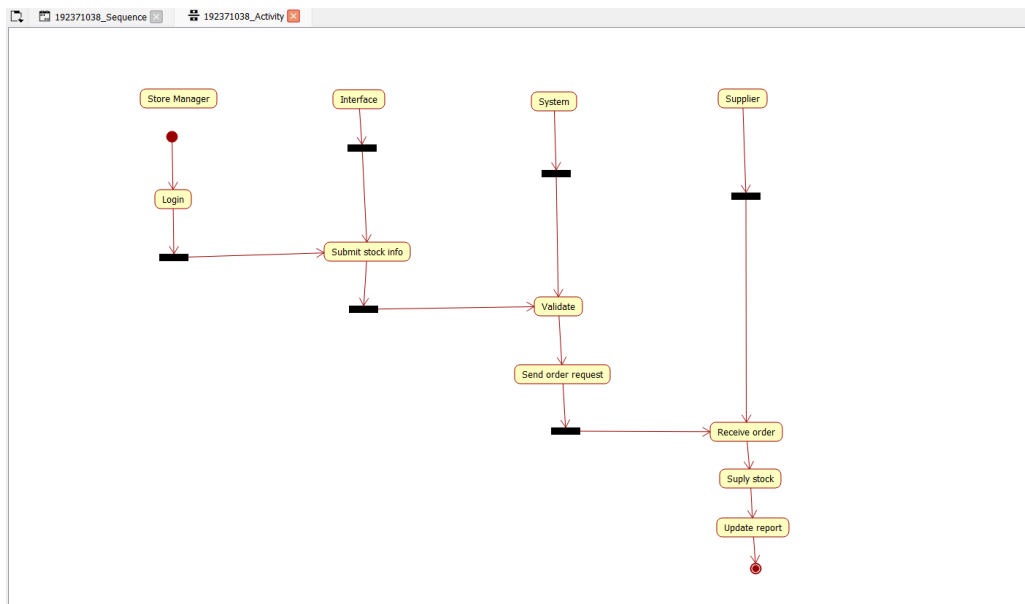 192371038_Sequence
192371038_Activity
Store Manager
Interface
System
Supplier
Login
Submit stock info
Validate
Send order request
Receive order
Suply stock
Update report